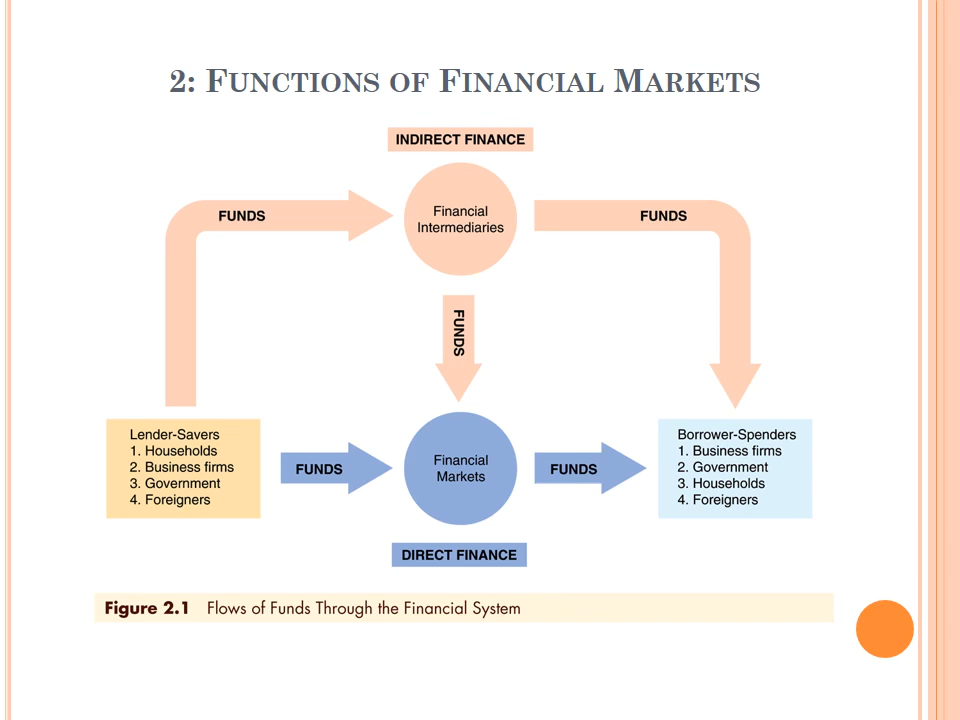 2: Functions of Financial Markets
INDIRECT FINANCE
Financial
Intermediaries
FUNDS
FUNDS
FUNDS
Lender-Savers
1. Households
2. Business firms
3. Government
4. Foreigners
FUNDS
Financial
Markets
FUNDS
Borrower-Spenders
1. Business firms
2. Government
3. Households
4. Foreigners
DIRECT FINANCE
Figure 2.1 Flows of Funds Through the Financial System